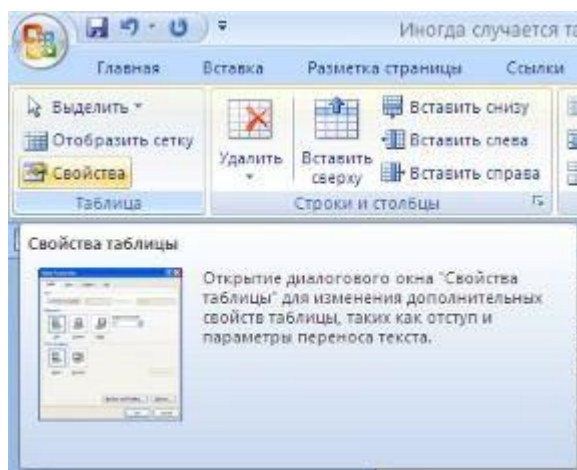 Иногда случается та
Главная Вставка Разметка страницы Ссылки
Выделить
Отобразить сетку
Свойства
Таблица
Удалить
Вставить сверху
Вставить снизу
Вставить слева
Вставить справа
Строки и столбцы
Свойства таблицы
Открытие диалогового окна "Свойства
таблицы" для изменения дополнительных
свойств таблицы, таких как отступ и
параметры переноса текста.